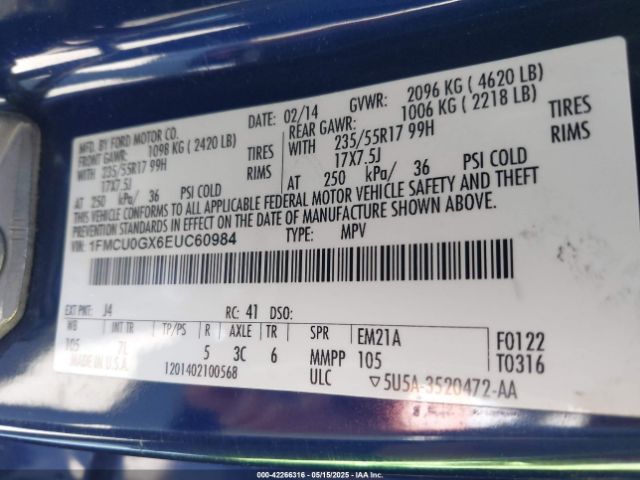 MFD. BY FORD MOTOR CO.
DATE: 02/14 GVWR: 2096 KG ( 4620 LB)
FRONT GAWR: 1098 KG ( 2420 LB) REAR GAWR: 1006 KG ( 2218 LB)
WITH 235/55R17 99H TIRES WITH 235/55R17 99H TIRES
17X7.5J RIMS 17X7.5J RIMS
AT 250 kPa/ 36 PSI COLD AT 250 kPa/ 36 PSI COLD
THIS VEHICLE CONFORMS TO ALL APPLICABLE FEDERAL MOTOR VEHICLE SAFETY AND THEFT
PREVENTION STANDARDS IN EFFECT ON THE DATE OF MANUFACTURE SHOWN ABOVE.
VIN: 1FMCU0GX6EUC60984 TYPE: MPV
EXT PNT: J4 RC: 41 DSO:
WB INT TR TP/PS R AXLE TR SPR EM21A F0122
105 7L 5 3C 6 MMPP 105 T0316
MADE IN U.S.A. 1201402100568 ULC ▽5U5A-3520472-AA
000-42266316 - 05/15/2025 - IAAI.COM